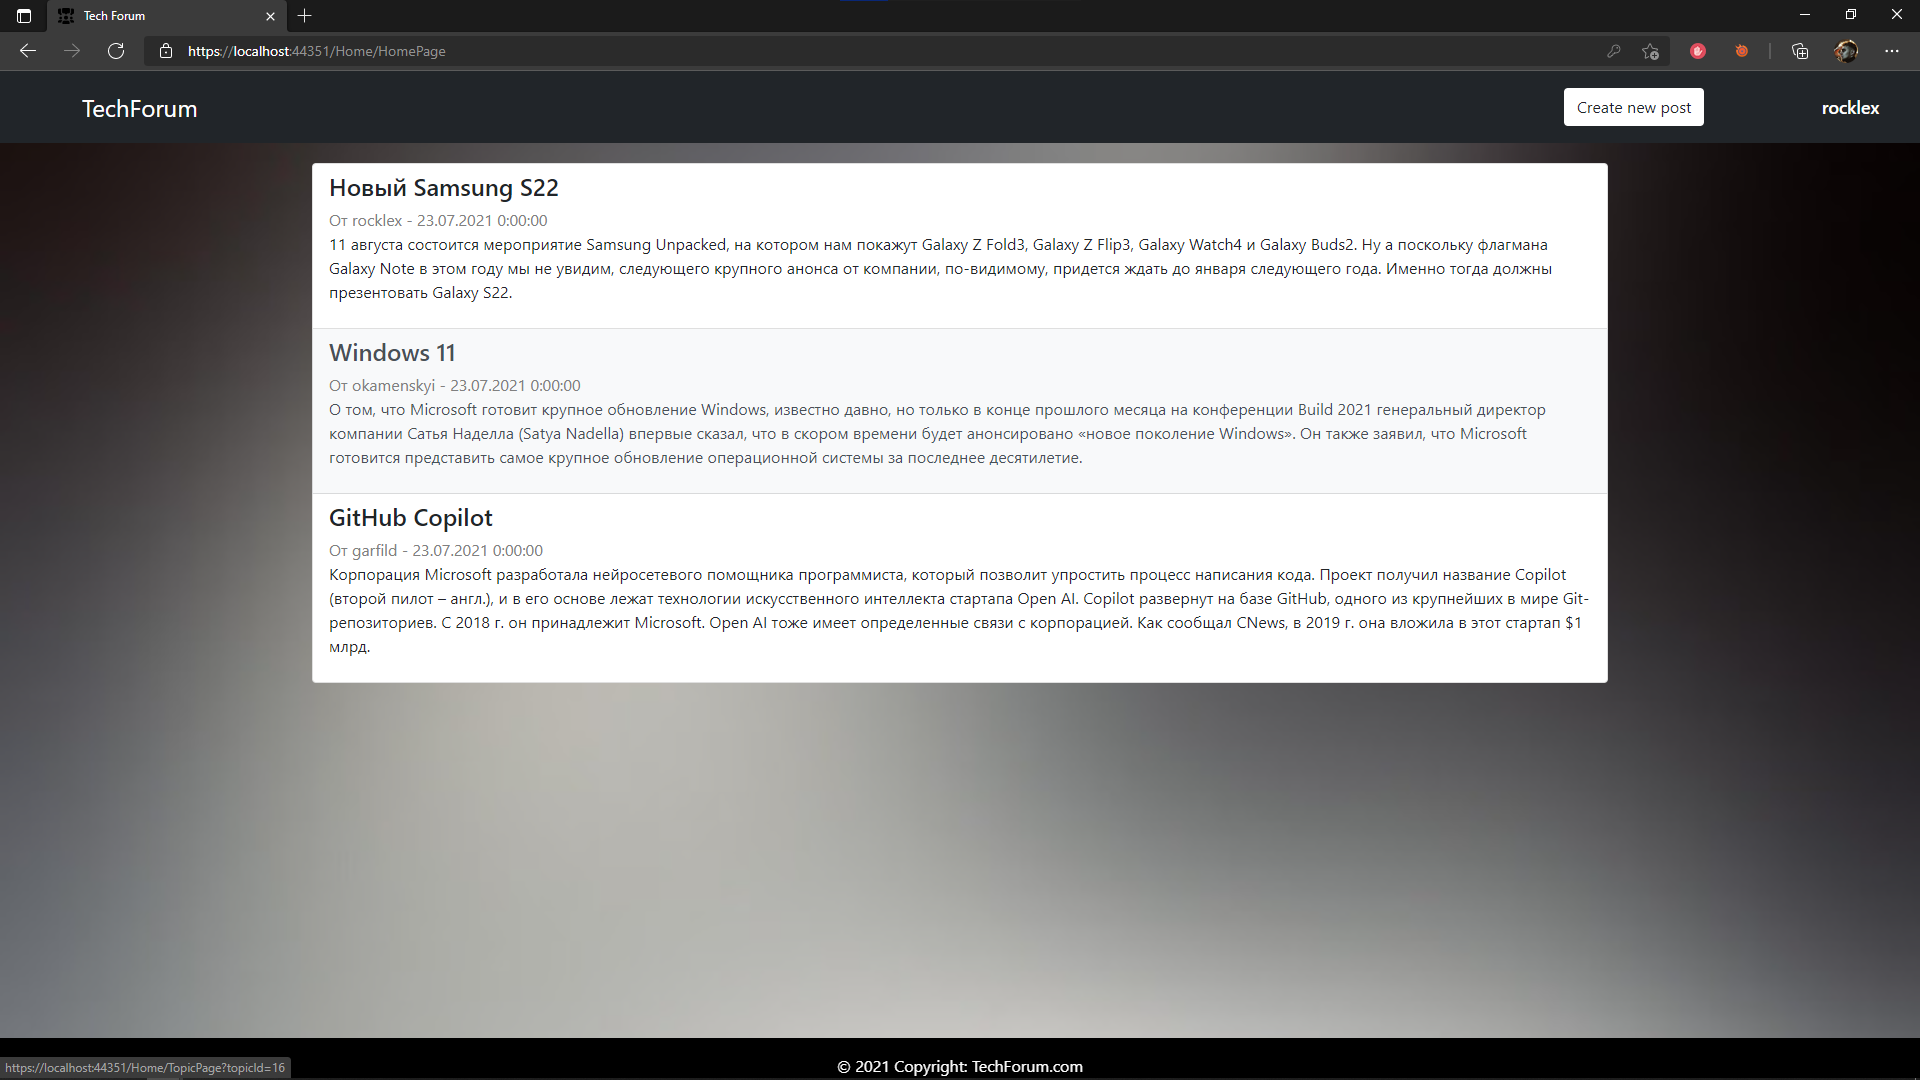 Tech Forum
https://localhost:44351/Home/HomePage
TechForum
Create new post
rocklex
Новый Samsung S22
От rocklex - 23.07.2021 0:00:00
11 августа состоится мероприятие Samsung Unpacked, на котором нам покажут Galaxy Z Fold3, Galaxy Z Flip3, Galaxy Watch4 и Galaxy Buds2. Ну а поскольку флагмана
Galaxy Note в этом году мы не увидим, следующего крупного анонса от компании, по-видимому, придется ждать до января следующего года. Именно тогда должны
презентовать Galaxy S22.
Windows 11
От okamenskyi - 23.07.2021 0:00:00
О том, что Microsoft готовит крупное обновление Windows, известно давно, но только в конце прошлого месяца на конференции Build 2021 генеральный директор
компании Сатья Наделла (Satya Nadella) впервые сказал, что в скором времени будет анонсировано «новое поколение Windows». Он также заявил, что Microsoft
готовится представить самое крупное обновление операционной системы за последнее десятилетие.
GitHub Copilot
От garfild - 23.07.2021 0:00:00
Корпорация Microsoft разработала нейросетевого помощника программиста, который позволит упростить процесс написания кода. Проект получил название Copilot
(второй пилот – англ.), и в его основе лежат технологии искусственного интеллекта стартапа Open AI. Copilot развернут на базе GitHub, одного из крупнейших в мире Git-
репозиториев. С 2018 г. он принадлежит Microsoft. Open AI тоже имеет определенные связи с корпорацией. Как сообщал CNews, в 2019 г. она вложила в этот стартап $1
млрд.
© 2021 Copyright: TechForum.com
https://localhost:44351/Home/TopicPage?topicId=16